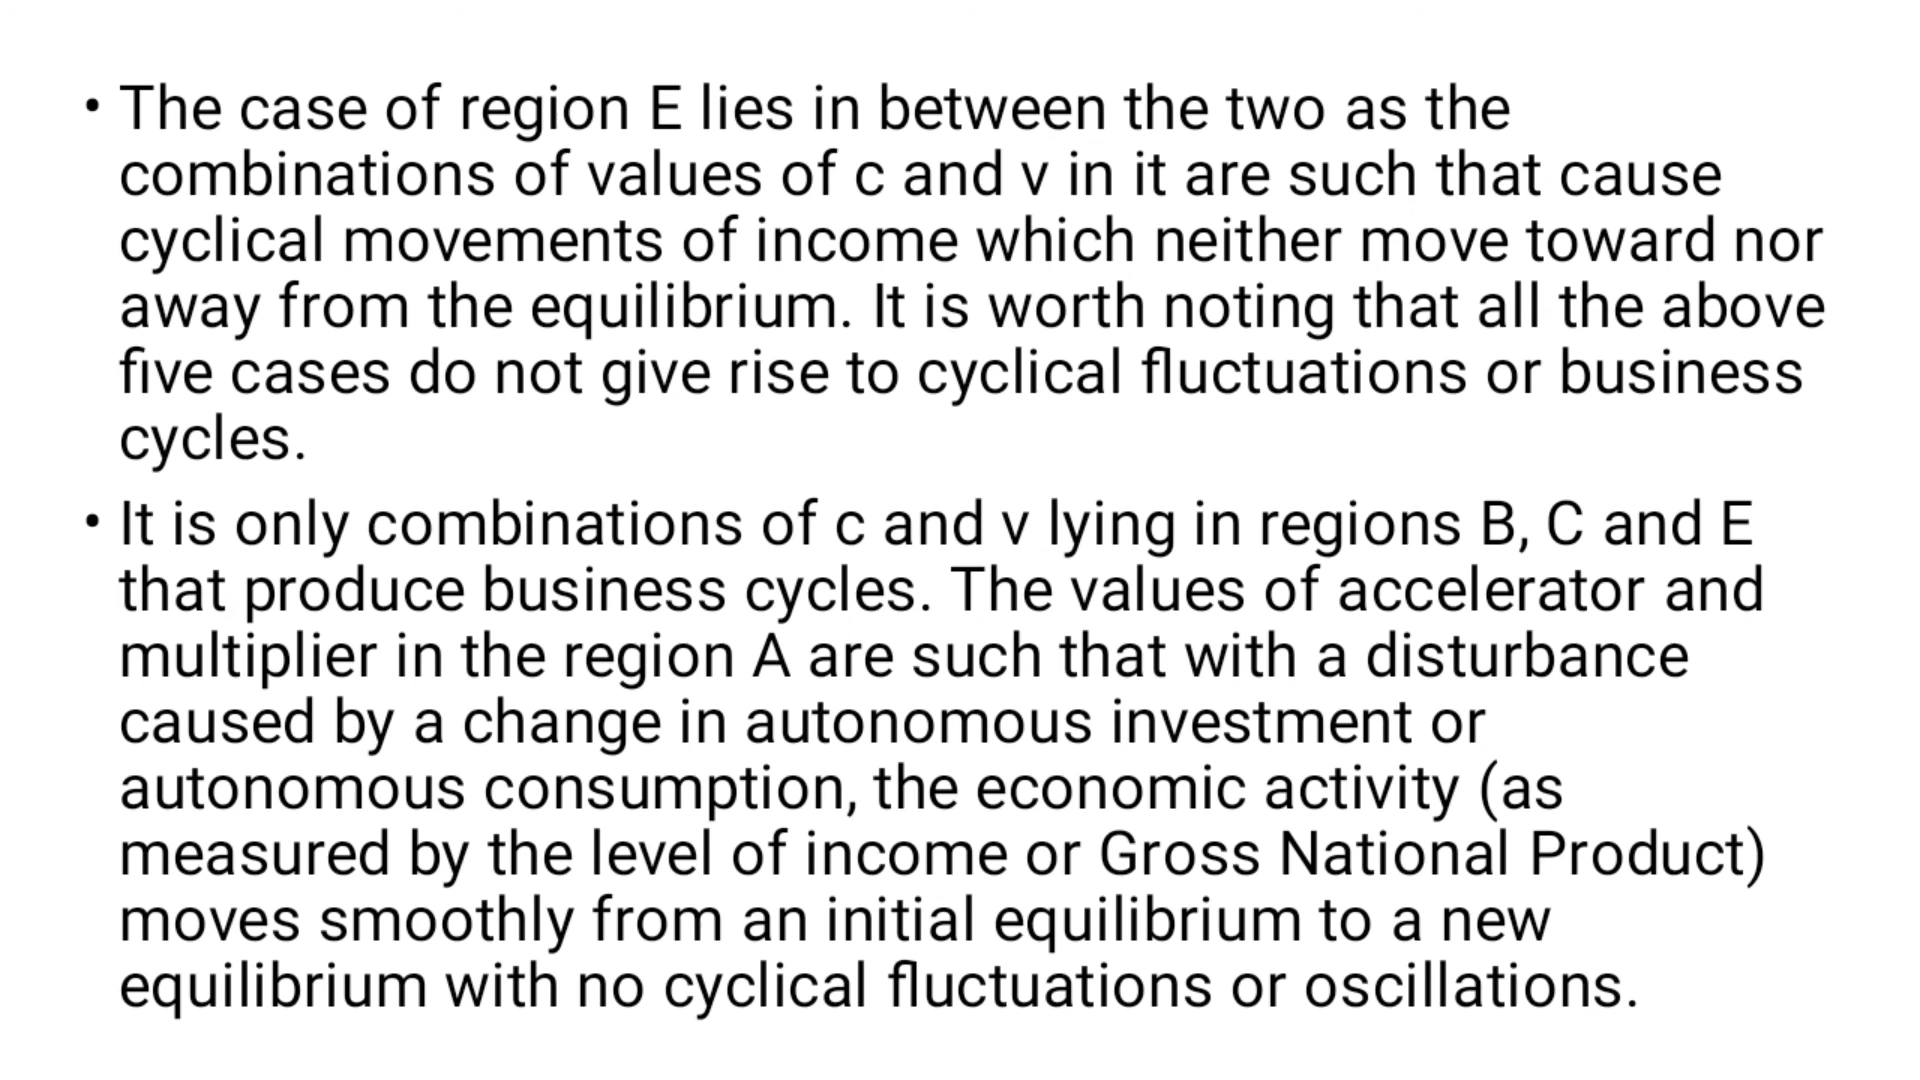 • The case of region E lies in between the two as the
combinations of values of c and v in it are such that cause
cyclical movements of income which neither move toward nor
away from the equilibrium. It is worth noting that all the above
five cases do not give rise to cyclical fluctuations or business
cycles.
• It is only combinations of c and v lying in regions B, C and E
that produce business cycles. The values of accelerator and
multiplier in the region A are such that with a disturbance
caused by a change in autonomous investment or
autonomous consumption, the economic activity (as
measured by the level of income or Gross National Product)
moves smoothly from an initial equilibrium to a new
equilibrium with no cyclical fluctuations or oscillations.